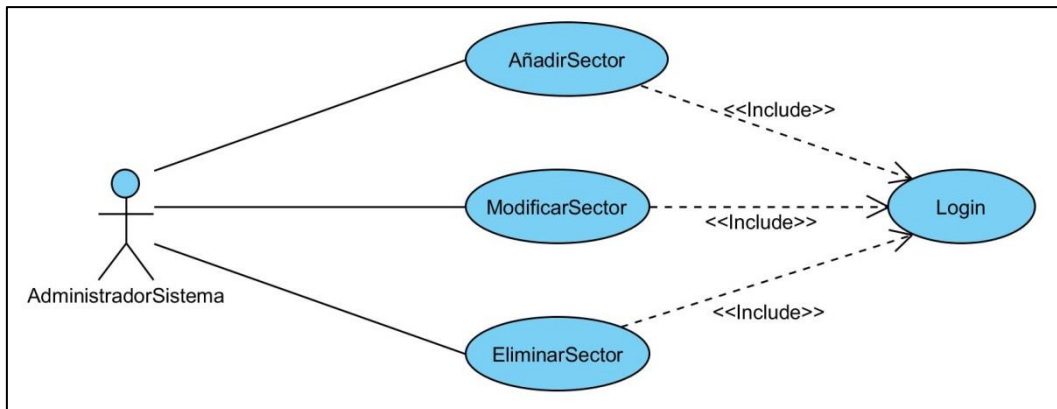 AñadirSector
<<Include>>
ModificarSector
<<Include>>
Login
AdministradorSistema
<<Include>>
EliminarSector